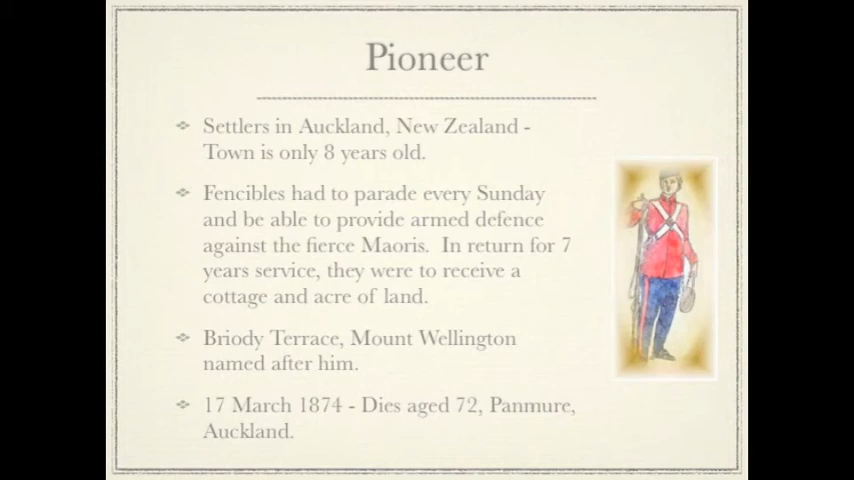 Pioneer
Settlers in Auckland, New Zealand -
Town is only 8 years old.
Fencibles had to parade every Sunday
and be able to provide armed defence
against the fierce Maoris. In return for 7
years service, they were to receive a
cottage and acre of land.
Briody Terrace, Mount Wellington
named after him.
17 March 1874 - Dies aged 72, Panmure,
Auckland.